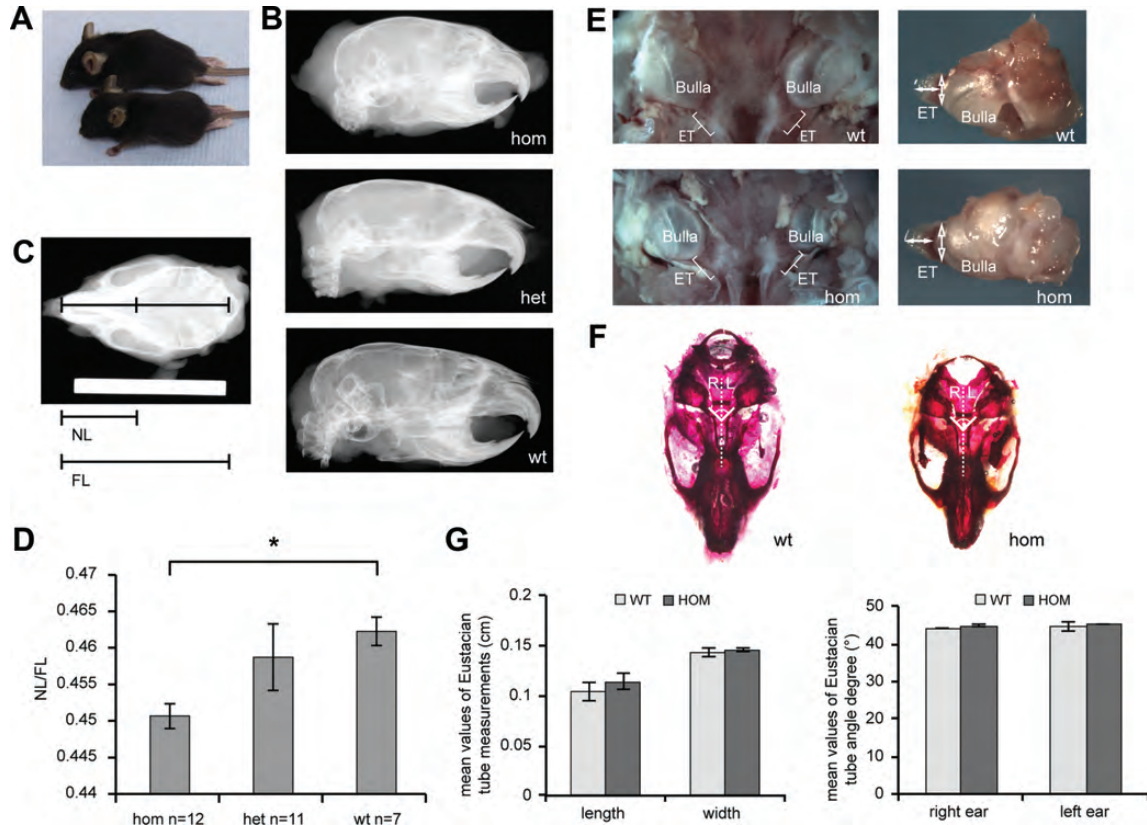 A
B
hom
het
wt
C
NL
FL
D
*
NL/FL
0.47
0.465
0.46
0.455
0.45
0.445
0.44
hom n=12
het n=11
wt n=7
E
Bulla
Bulla
ET
ET
wt
ET
Bulla
wt
Bulla
Bulla
ET
ET
hom
ET
Bulla
hom
F
R L
wt
R L
hom
G
mean values of Eustacian
tube measurements (cm)
0.2
0.15
0.1
0.05
0
WT HOM
length
width
mean values of Eustacian
tube angle degree (°)
50
40
30
20
10
0
WT HOM
right ear
left ear